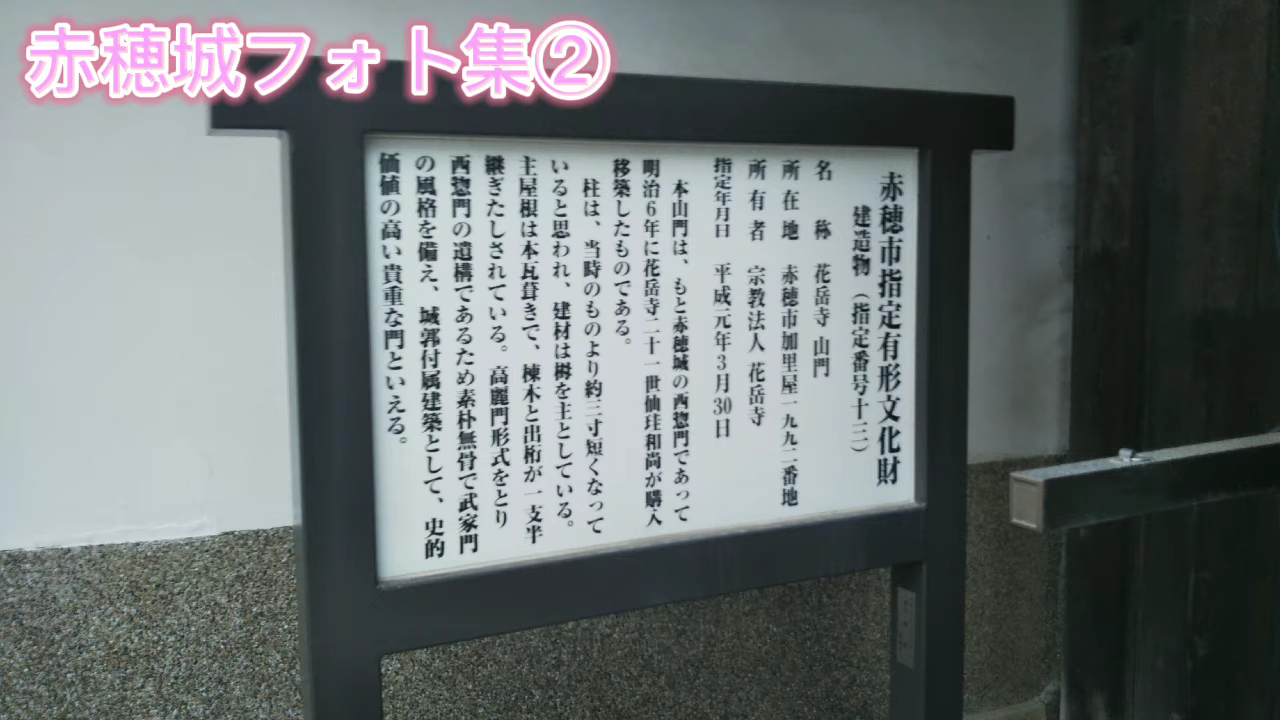 赤穂城フォト集②
赤穂市指定有形文化財
建造物（指定番号十三）
名称 花岳寺 山門
所在地 赤穂市加里屋一九九二番地
所有者 宗教法人 花岳寺
指定年月日 平成元年3月30日
本山門は、もと赤穂城の西惣門であって
明治6年に花岳寺二十一世仙珪和尚が購入
移築したものである。
柱は、当時のものより約三寸短くなって
いると思われ、建材は栂を主としている。
主屋根は本瓦葺きで、棟木と出桁が一支半
継ぎたしされている。高麗門形式をとり
西惣門の遺構であるため素朴無骨で武家門
の風格を備え、城郭付属建築として、史的
価値の高い貴重な門といえる。